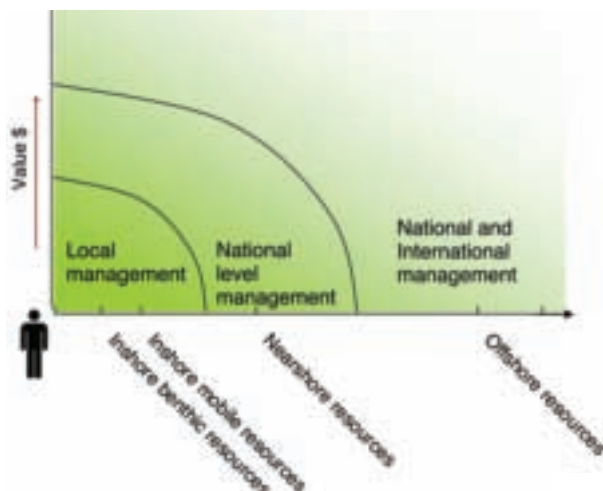 Value $
Local
management
National
level
management
National and
International
management
Inshore benthic resources
Inshore mobile resources
Nearshore resources
Offshore resources